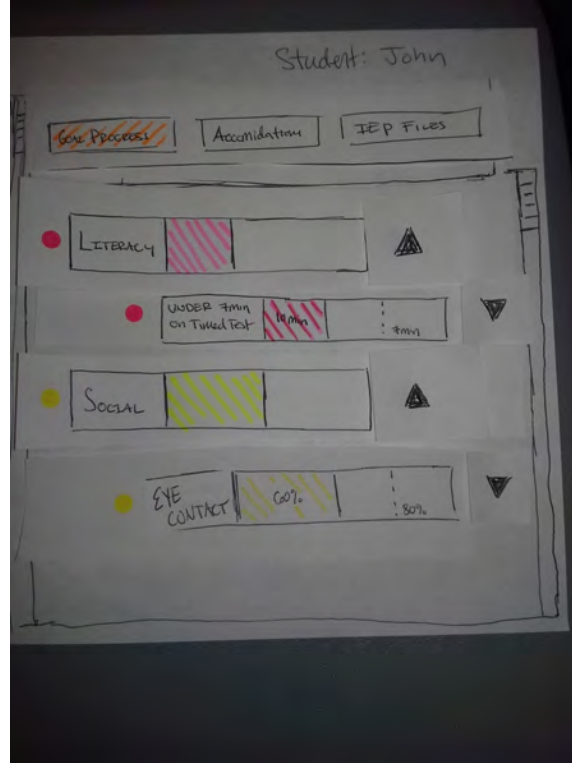 Student: John
GOAL PROGRESS
Accomidation
IEP FILES
LITERACY
UNDER 7min
on Timed Test
10min
7min
SOCIAL
EYE
CONTACT
60%
80%